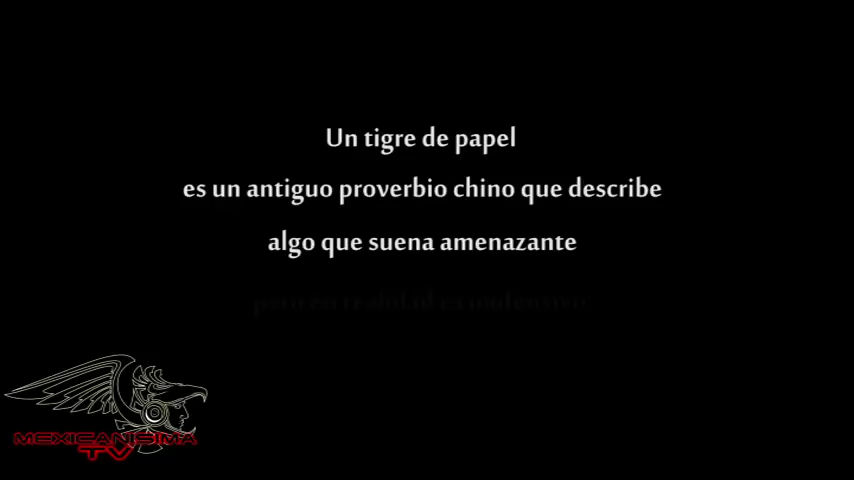 Un tigre de papel
es un antiguo proverbio chino que describe
algo que suena amenazante
MEXICANISIMA
TV